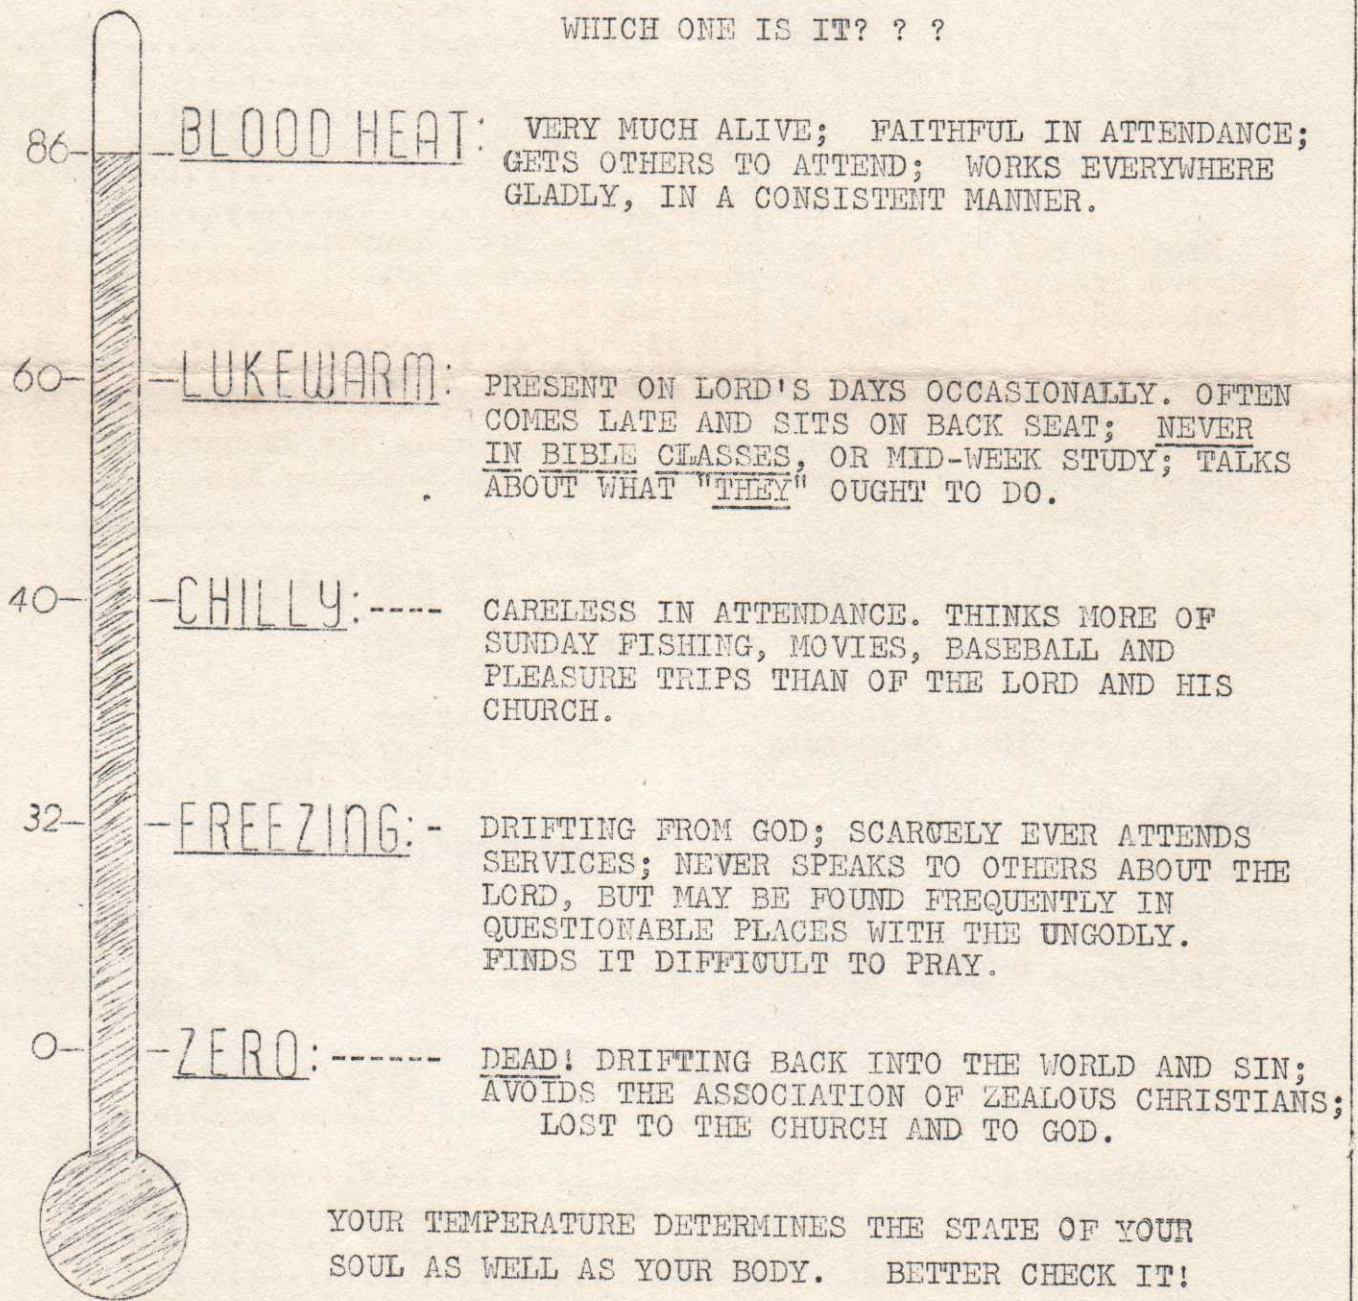 WHICH ONE IS IT? ? ?
86- -BLOOD HEAT: VERY MUCH ALIVE; FAITHFUL IN ATTENDANCE;
GETS OTHERS TO ATTEND; WORKS EVERYWHERE
GLADLY, IN A CONSISTENT MANNER.
60- -LUKEWARM: PRESENT ON LORD'S DAYS OCCASIONALLY. OFTEN
COMES LATE AND SITS ON BACK SEAT; NEVER
IN BIBLE CLASSES, OR MID-WEEK STUDY; TALKS
ABOUT WHAT "THEY" OUGHT TO DO.
40- -CHILLY:---- CARELESS IN ATTENDANCE. THINKS MORE OF
SUNDAY FISHING, MOVIES, BASEBALL AND
PLEASURE TRIPS THAN OF THE LORD AND HIS
CHURCH.
32- -FREEZING:- DRIFTING FROM GOD; SCARCELY EVER ATTENDS
SERVICES; NEVER SPEAKS TO OTHERS ABOUT THE
LORD, BUT MAY BE FOUND FREQUENTLY IN
QUESTIONABLE PLACES WITH THE UNGODLY.
FINDS IT DIFFICULT TO PRAY.
0- -ZERO:------ DEAD! DRIFTING BACK INTO THE WORLD AND SIN;
AVOIDS THE ASSOCIATION OF ZEALOUS CHRISTIANS;
LOST TO THE CHURCH AND TO GOD.
YOUR TEMPERATURE DETERMINES THE STATE OF YOUR
SOUL AS WELL AS YOUR BODY. BETTER CHECK IT!